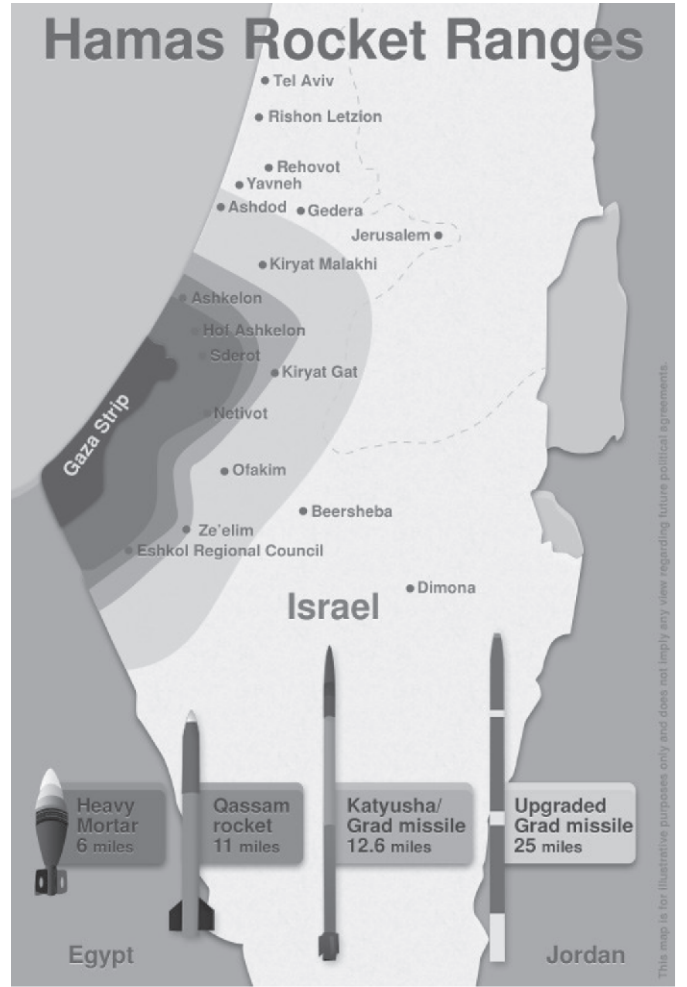 Hamas Rocket Ranges
Tel Aviv
Rishon Letzion
Rehovot
Yavneh
Ashdod
Gedera
Jerusalem
Kiryat Malakhi
Ashkelon
Hof Ashkelon
Sderot
Kiryat Gat
Gaza Strip
Netivot
Ofakim
Beersheba
Ze'elim
Eshkol Regional Council
Dimona
Israel
Heavy
Mortar
6 miles
Qassam
rocket
11 miles
Katyusha/
Grad missile
12.6 miles
Upgraded
Grad missile
25 miles
Egypt
Jordan
This map is for illustrative purposes only and does not imply any view regarding future political agreements.